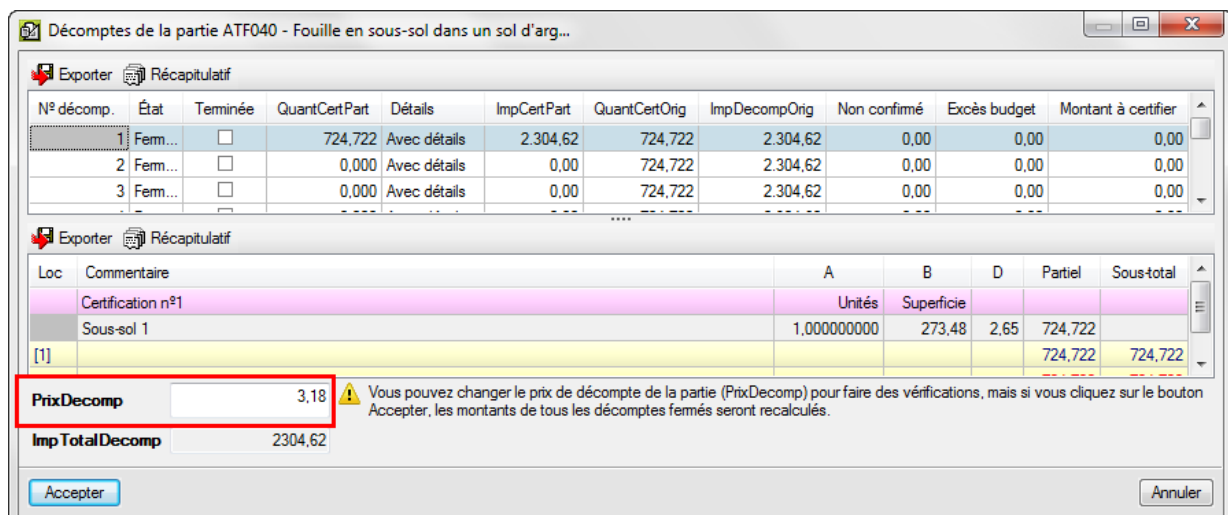 Décomptes de la partie ATF040 - Fouille en sous-sol dans un sol d'arg...
Exporter Récapitulatif
Nº décomp. État Terminée QuantCertPart Détails ImpCertPart QuantCertOrig ImpDecompOrig Non confirmé Excès budget Montant à certifier
1 Ferm... 724,722 Avec détails 2.304,62 724,722 2.304,62 0,00 0,00 0,00
2 Ferm... 0,000 Avec détails 0,00 724,722 2.304,62 0,00 0,00 0,00
3 Ferm... 0,000 Avec détails 0,00 724,722 2.304,62 0,00 0,00 0,00
Exporter Récapitulatif
Loc Commentaire A B D Partiel Sous-total
Certification nº1 Unités Superficie
Sous-sol 1 1,000000000 273,48 2,65 724,722
[1] 724,722 724,722
PrixDecomp 3,18 Vous pouvez changer le prix de décompte de la partie (PrixDecomp) pour faire des vérifications, mais si vous cliquez sur le bouton
Accepter, les montants de tous les décomptes fermés seront recalculés.
ImpTotalDecomp 2304,62
Accepter Annuler